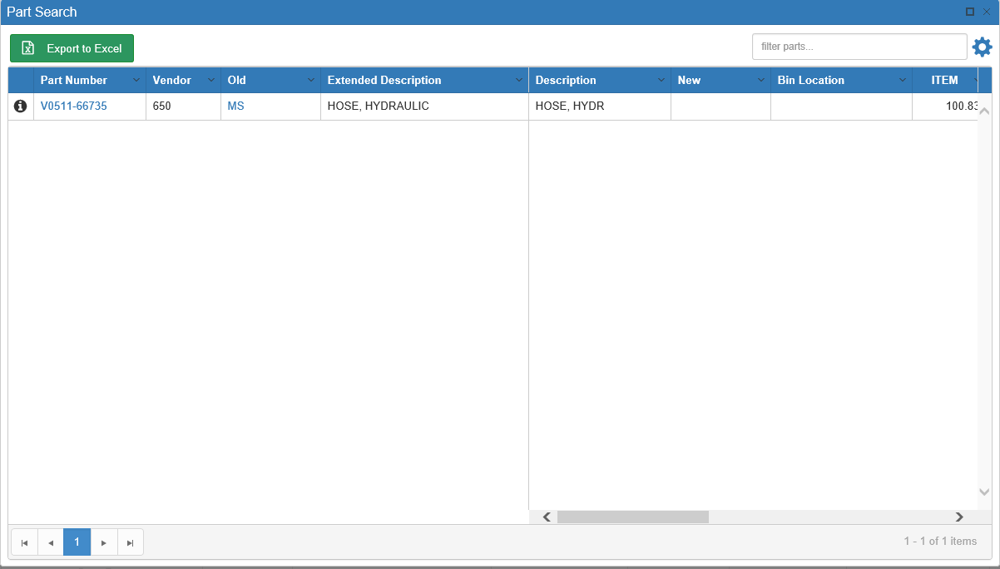 Part Search
Export to Excel
filter parts...
Part Number Vendor Old Extended Description Description New Bin Location ITEM
V0511-66735 650 MS HOSE, HYDRAULIC HOSE, HYDR 100.83
1
1 - 1 of 1 items